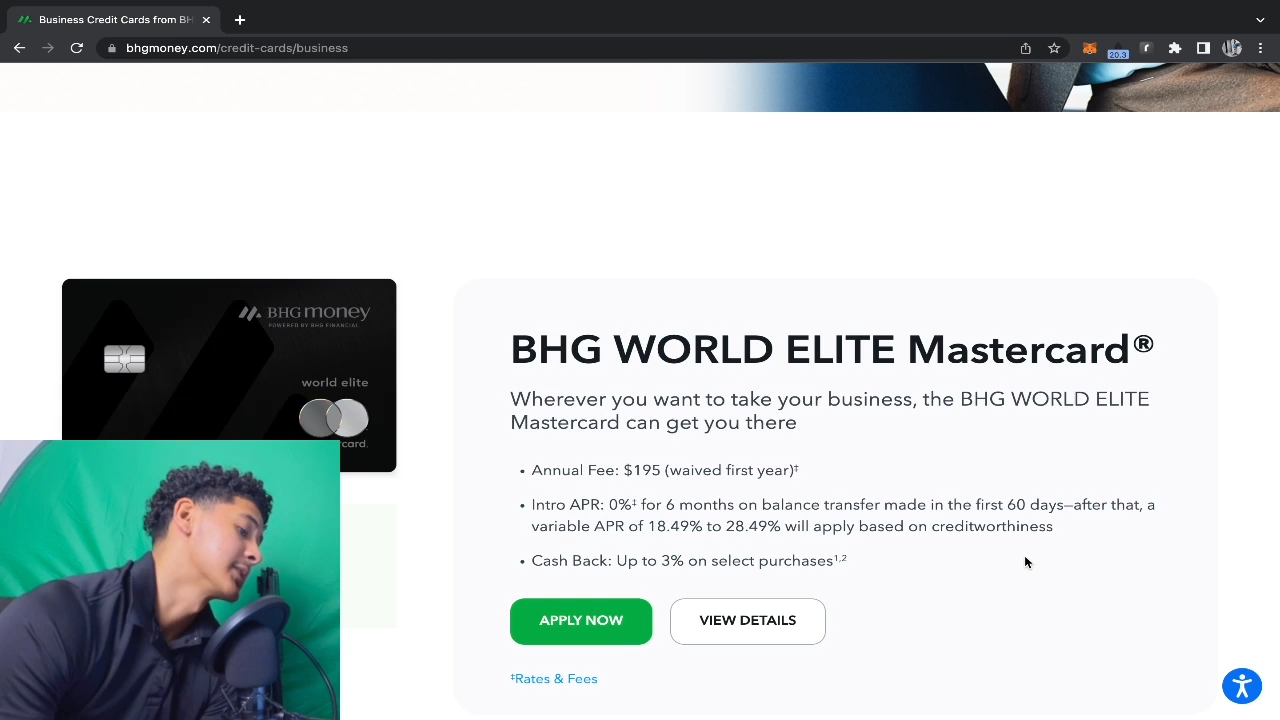 Business Credit Cards from BH
bhgmoney.com/credit-cards/business
20.3
BHG money
POWERED BY BHG FINANCIAL
world elite
card.
BHG WORLD ELITE Mastercard®
Wherever you want to take your business, the BHG WORLD ELITE
Mastercard can get you there
• Annual Fee: $195 (waived first year)‡
• Intro APR: 0%‡ for 6 months on balance transfer made in the first 60 days—after that, a
variable APR of 18.49% to 28.49% will apply based on creditworthiness
• Cash Back: Up to 3% on select purchases1,2
APPLY NOW
VIEW DETAILS
‡Rates & Fees